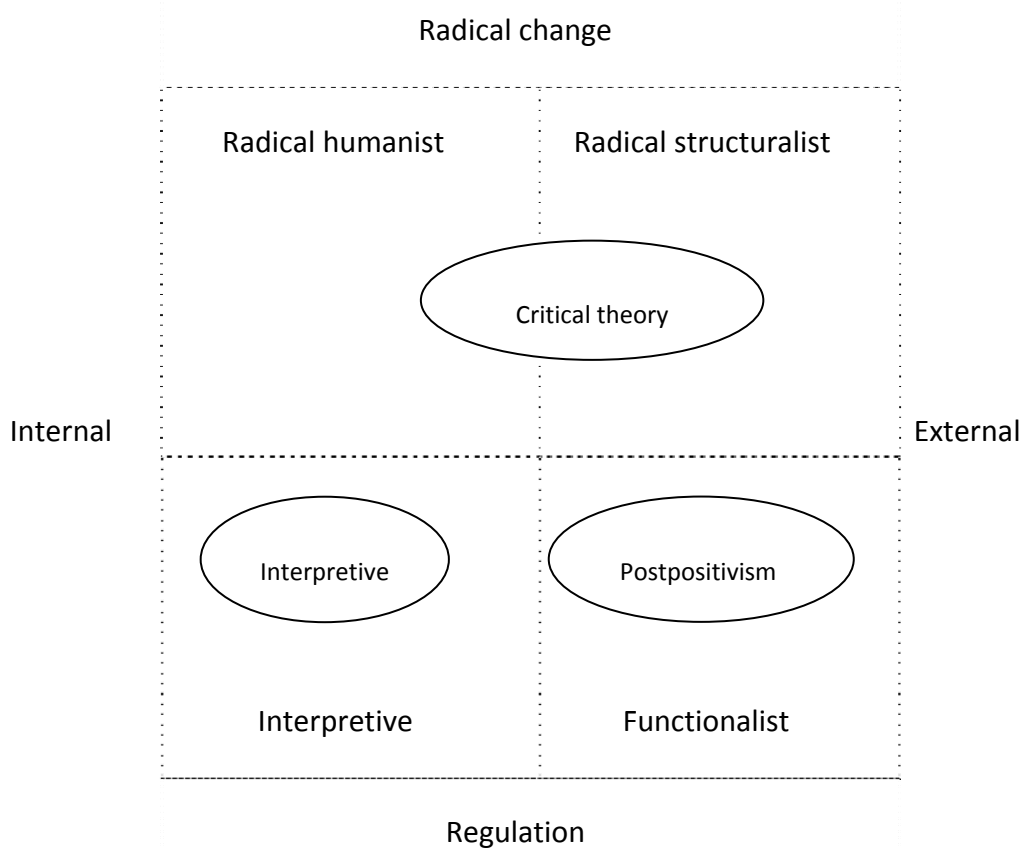 Radical change
Radical humanist
Radical structuralist
Critical theory
Internal
External
Interpretive
Postpositivism
Interpretive
Functionalist
Regulation